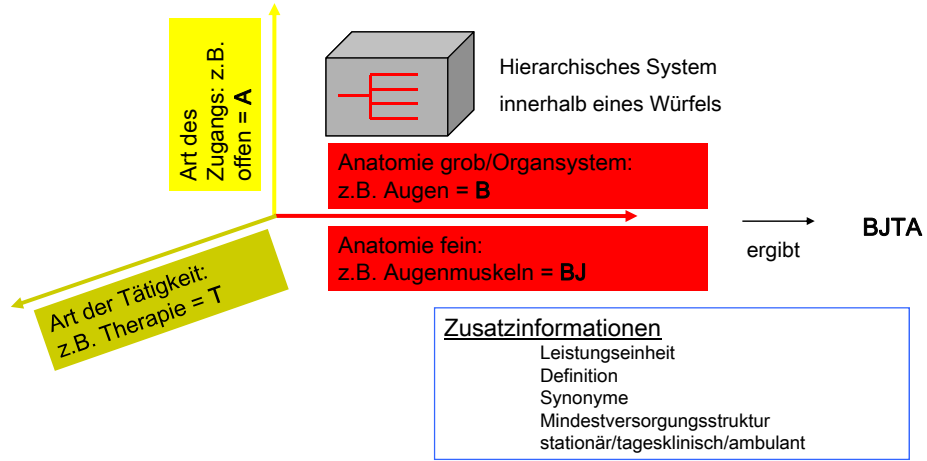 Art des
Zugangs: z.B.
offen = A
Hierarchisches System
innerhalb eines Würfels
Anatomie grob/Organsystem:
z.B. Augen = B
Anatomie fein:
z.B. Augenmuskeln = BJ
ergibt
BJTA
Art der Tätigkeit:
z.B. Therapie = T
Zusatzinformationen
Leistungseinheit
Definition
Synonyme
Mindestversorgungsstruktur
stationär/tagesklinisch/ambulant